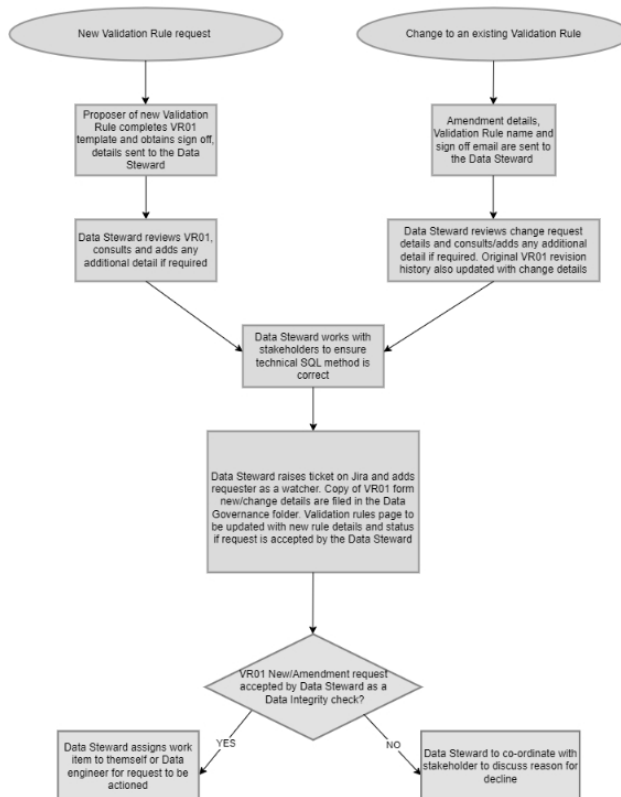 New Validation Rule request
Change to an existing Validation Rule
Proposer of new Validation
Rule completes VR01
template and obtains sign off,
details sent to the Data
Steward
Amendment details,
Validation Rule name and
sign off email are sent to
the Data Steward
Data Steward reviews VR01,
consults and adds any
additional detail if required
Data Steward reviews change request
details and consults/adds any additional
detail if required. Original VR01 revision
history also updated with change details
Data Steward works with
stakeholders to ensure
technical SQL method is
correct
Data Steward raises ticket on Jira and adds
requester as a watcher. Copy of VR01 form
new/change details are filed in the Data
Governance folder. Validation rules page to
be updated with new rule details and status
if request is accepted by the Data Steward
VR01 New/Amendment request
accepted by Data Steward as a
Data Integrity check?
YES
NO
Data Steward assigns work
item to themself or Data
engineer for request to be
actioned
Data Steward to co-ordinate with
stakeholder to discuss reason for
decline